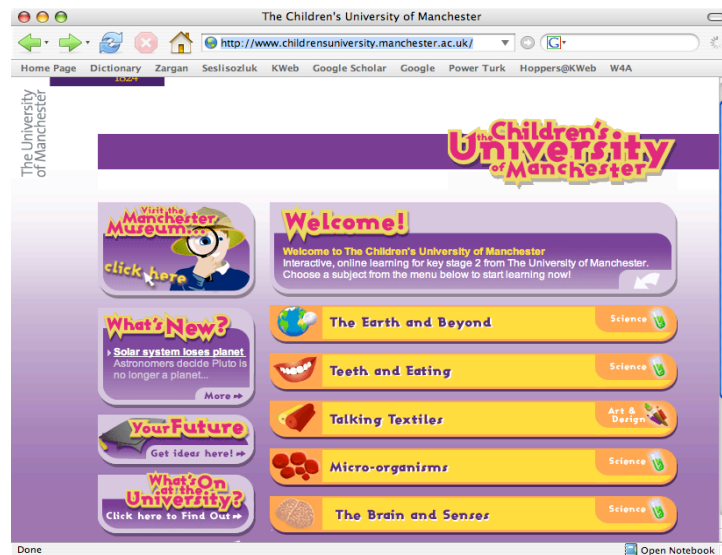 The Children's University of Manchester
http://www.childrensuniversity.manchester.ac.uk/
G
Home Page Dictionary Zargan Seslisozluk KWeb Google Scholar Google Power Turk Hoppers@KWeb W4A
1824
The University
of Manchester
the Children's
University
of Manchester
Visit the
Manchester
Museum...
click here
Welcome!
Welcome to The Children's University of Manchester
Interactive, online learning for key stage 2 from The University of Manchester.
Choose a subject from the menu below to start learning now!
What's New?
Solar system loses planet
Astronomers decide Pluto is
no longer a planet...
More
Your Future
Get ideas here!
What's On
at the
University?
Click here to Find Out
The Earth and Beyond
Science
Teeth and Eating
Science
Talking Textiles
Art &
Design
Micro-organisms
Science
The Brain and Senses
Science
Done
Open Notebook